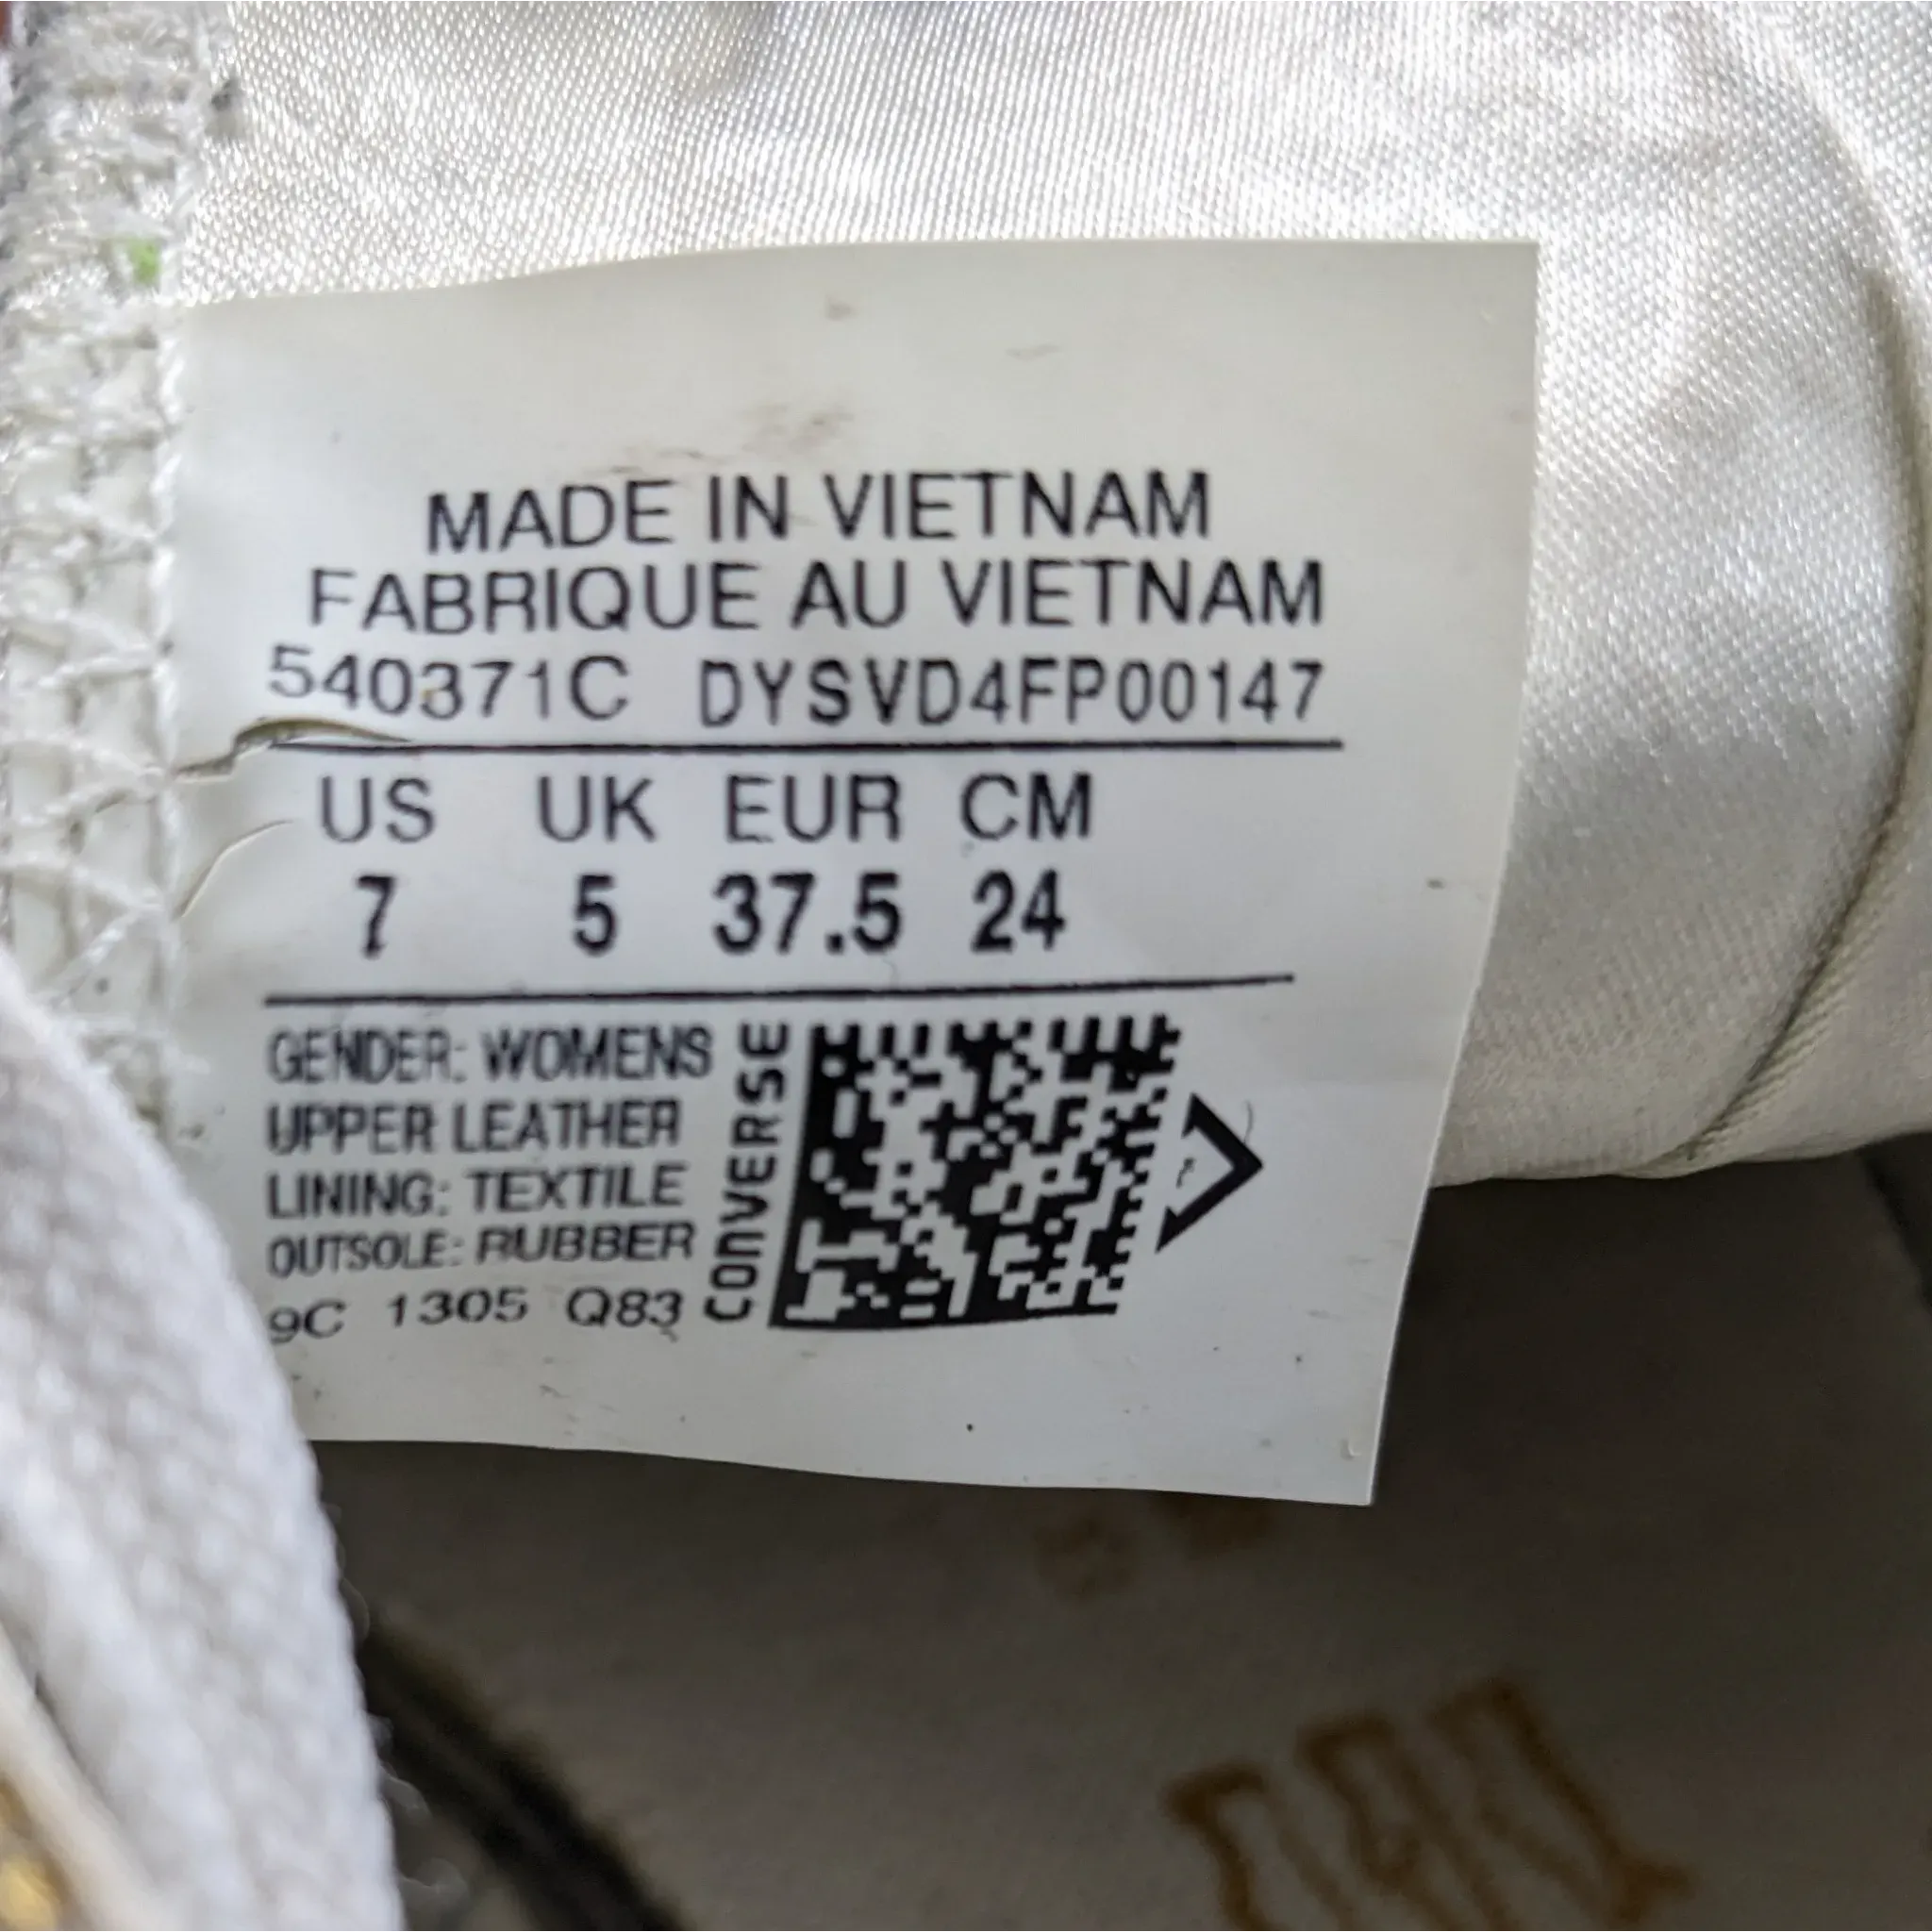 MADE IN VIETNAM
FABRIQUE AU VIETNAM
540371C DYSVD4FP00147
US UK EUR CM
7 5 37.5 24
GENDER: WOMENS
UPPER LEATHER
LINING: TEXTILE
OUTSOLE: RUBBER
9C 1305 Q83
CONVERSE